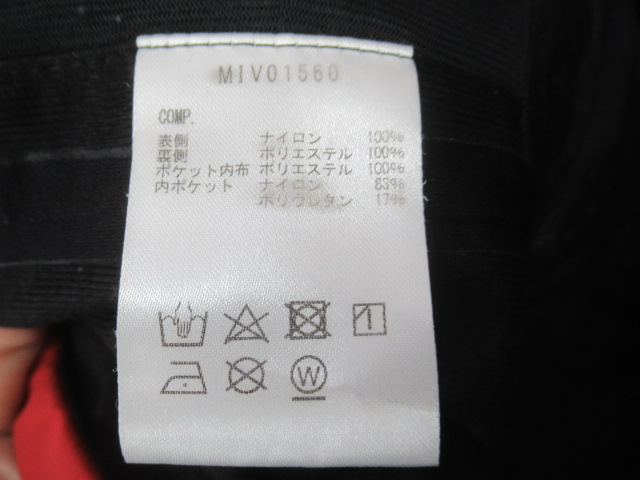 MIV01560
COMP.
表側 ナイロン 100%
裏側 ポリエステル 100%
ポケット内布 ポリエステル 100%
内ポケット ナイロン 83%
ポリウレタン 17%
W